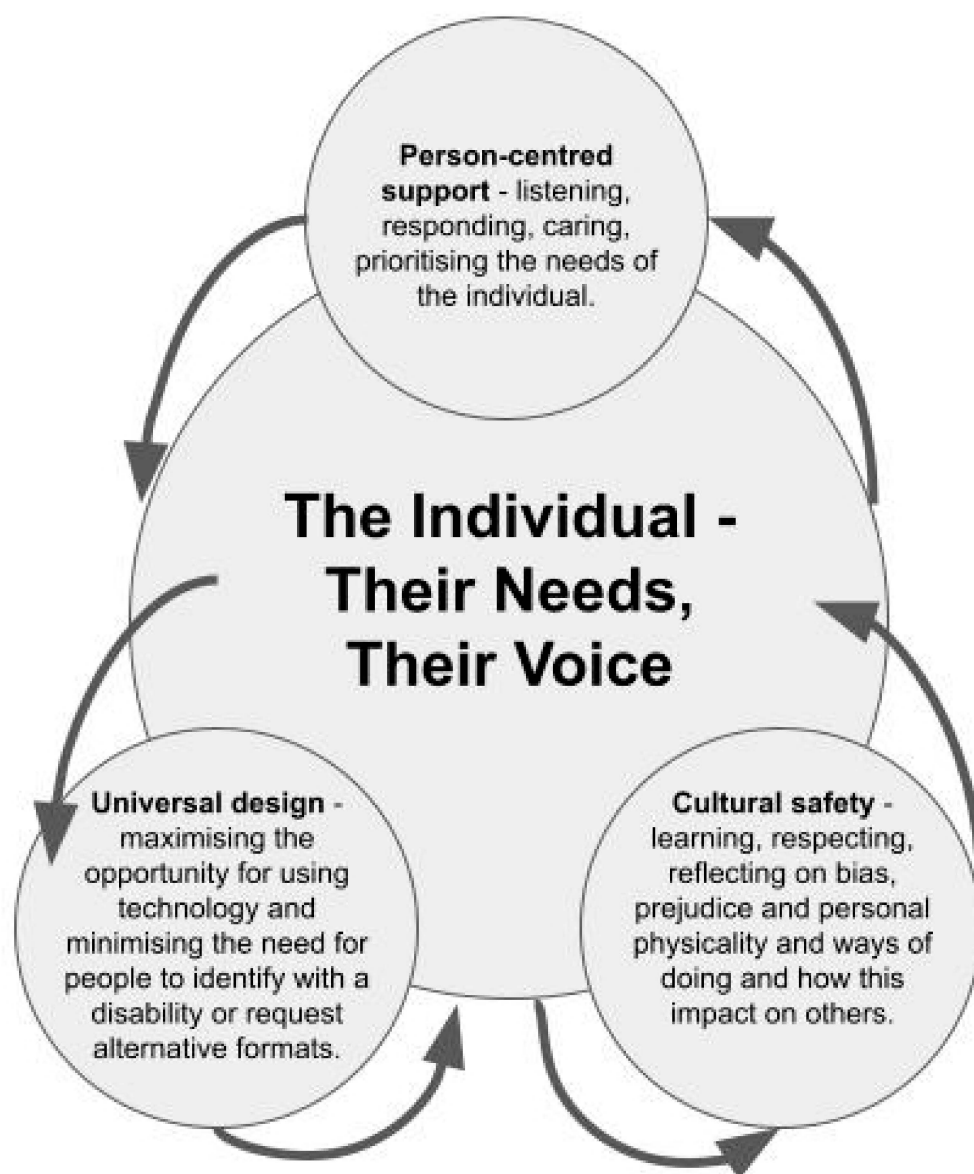 Person-centred
support - listening,
responding, caring,
prioritising the needs of
the individual.
The Individual -
Their Needs,
Their Voice
Universal design -
maximising the
opportunity for using
technology and
minimising the need for
people to identify with a
disability or request
alternative formats.
Cultural safety -
learning, respecting,
reflecting on bias,
prejudice and personal
physicality and ways of
doing and how this
impact on others.